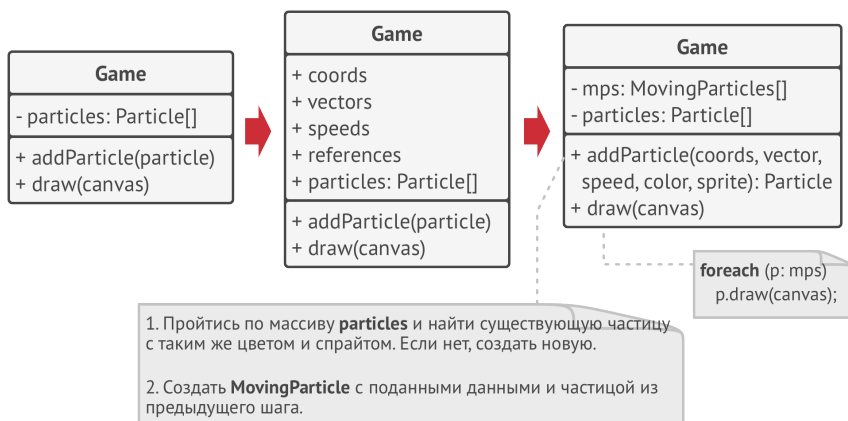 Game
- particles: Particle[]
+ addParticle(particle)
+ draw(canvas)
Game
+ coords
+ vectors
+ speeds
+ references
+ particles: Particle[]
+ addParticle(particle)
+ draw(canvas)
Game
- mps: MovingParticles[]
- particles: Particle[]
+ addParticle(coords, vector,
speed, color, sprite): Particle
+ draw(canvas)
foreach (p: mps)
p.draw(canvas);
1. Пройтись по массиву particles и найти существующую частицу
с таким же цветом и спрайтом. Если нет, создать новую.
2. Создать MovingParticle с поданными данными и частицой из
предыдущего шага.